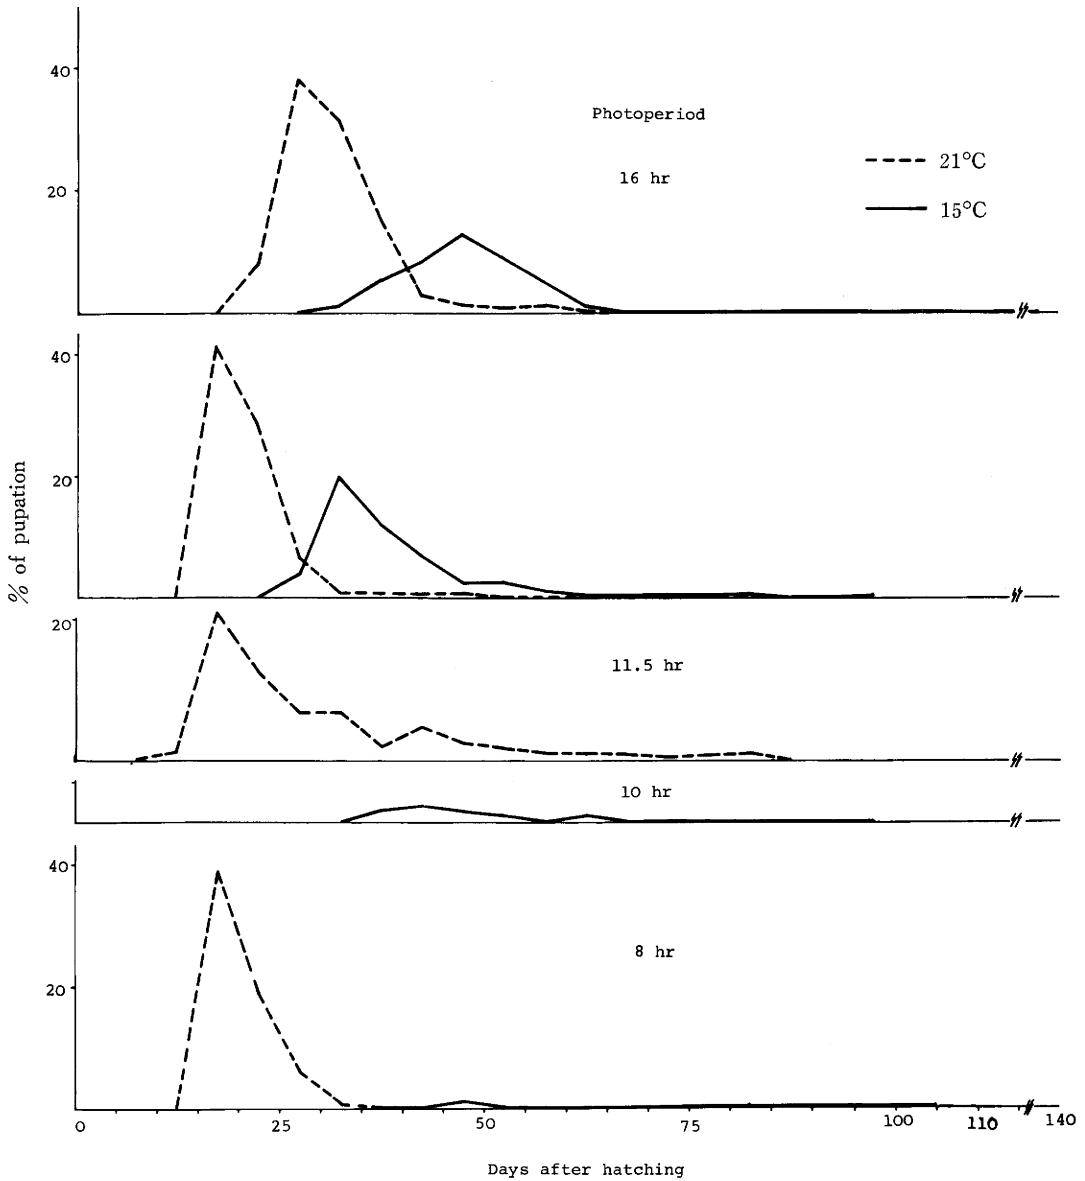 40
Photoperiod
21°C
16 hr
20
15°C
40
20
% of pupation
20
11.5 hr
10 hr
40
8 hr
20
0 25 50 75 100 110 140
Days after hatching